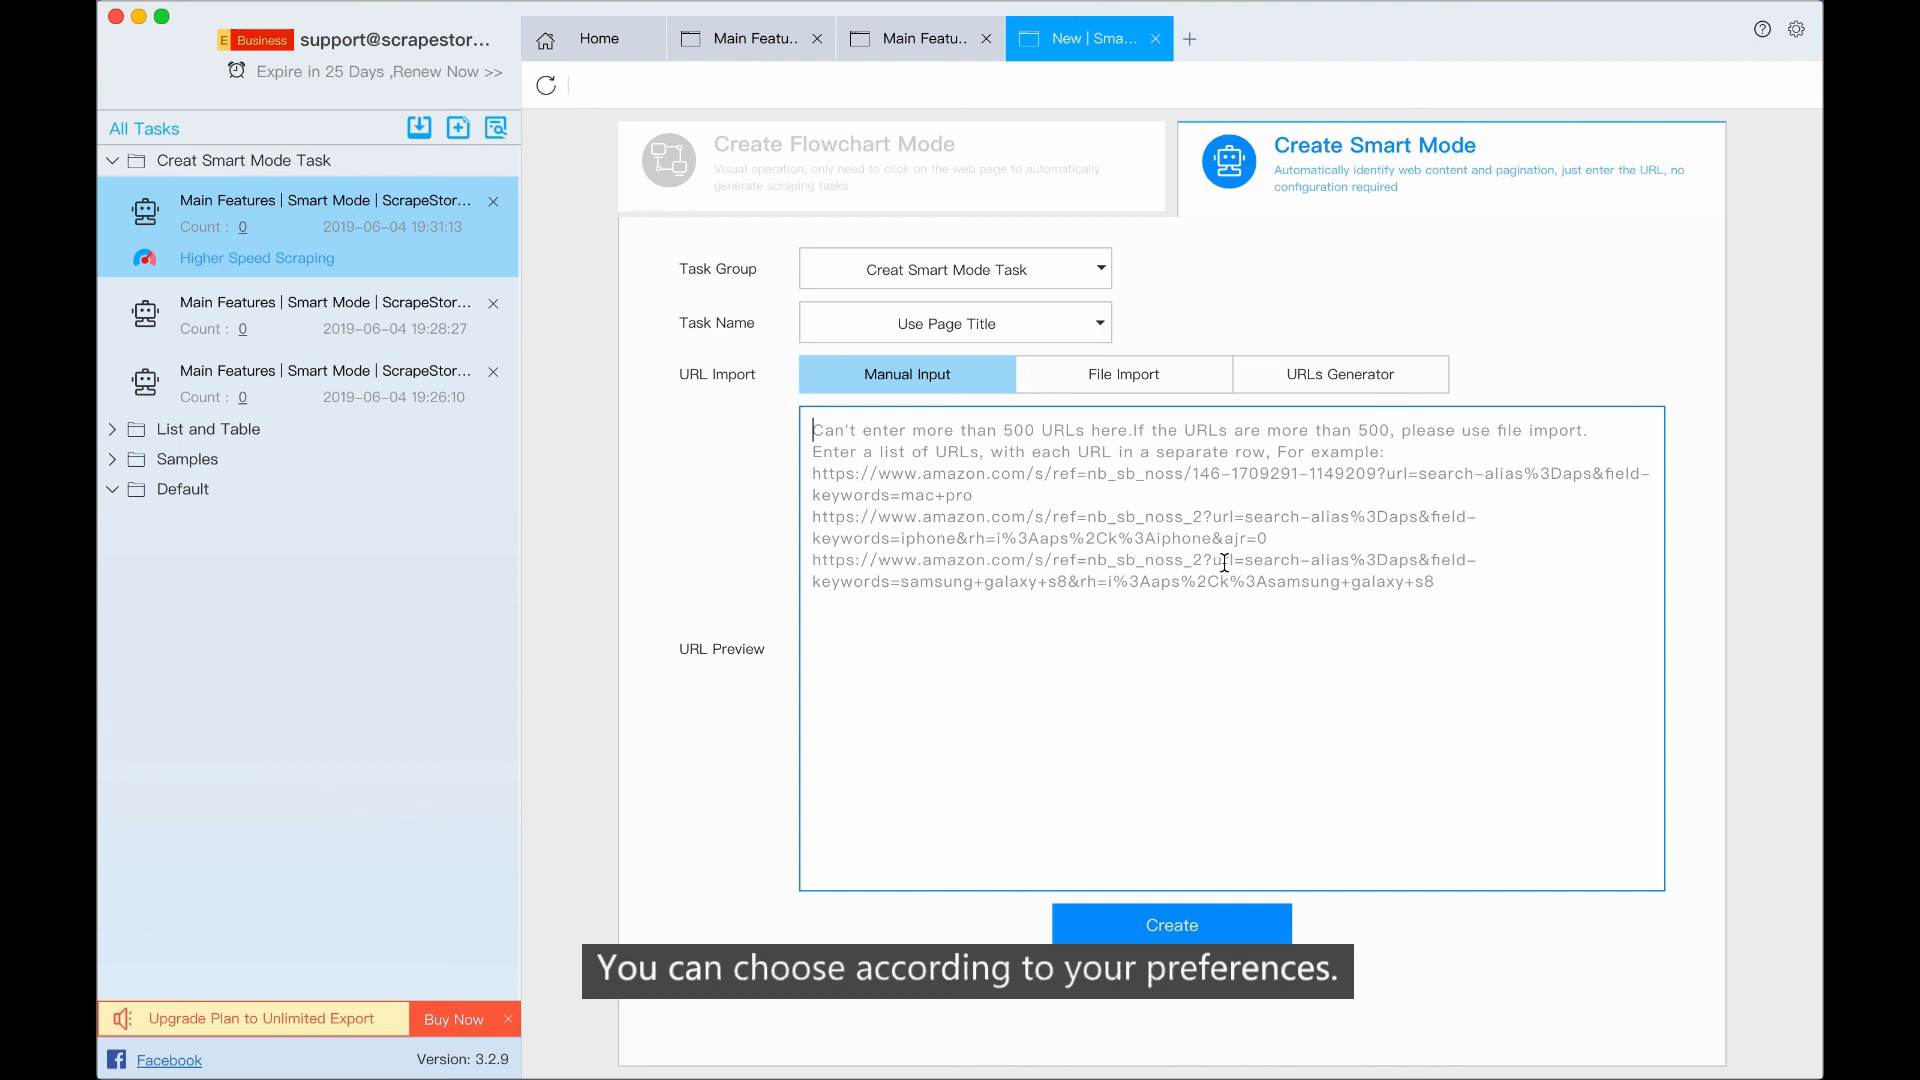 E Business support@scrapestor...
Expire in 25 Days ,Renew Now >>
Home
Main Featu..
Main Featu..
New | Sma...
All Tasks
Creat Smart Mode Task
Main Features | Smart Mode | ScrapeStor...
Count : 0 2019-06-04 19:31:13
Higher Speed Scraping
Main Features | Smart Mode | ScrapeStor...
Count : 0 2019-06-04 19:28:27
Main Features | Smart Mode | ScrapeStor...
Count : 0 2019-06-04 19:26:10
List and Table
Samples
Default
Upgrade Plan to Unlimited Export
Buy Now
Facebook
Version: 3.2.9
Create Flowchart Mode
Visual operation, only need to click on the web page to automatically
generate scraping tasks
Create Smart Mode
Automatically identify web content and pagination, just enter the URL, no
configuration required
Task Group
Creat Smart Mode Task
Task Name
Use Page Title
URL Import
Manual Input
File Import
URLs Generator
URL Preview
Can't enter more than 500 URLs here.If the URLs are more than 500, please use file import.
Enter a list of URLs, with each URL in a separate row, For example:
https://www.amazon.com/s/ref=nb_sb_noss/146-1709291-1149209?url=search-alias%3Daps&field-
keywords=mac+pro
https://www.amazon.com/s/ref=nb_sb_noss_2?url=search-alias%3Daps&field-
keywords=iphone&rh=i%3Aaps%2Ck%3Aiphone&ajr=0
https://www.amazon.com/s/ref=nb_sb_noss_2?url=search-alias%3Daps&field-
keywords=samsung+galaxy+s8&rh=i%3Aaps%2Ck%3Asamsung+galaxy+s8
Create
You can choose according to your preferences.